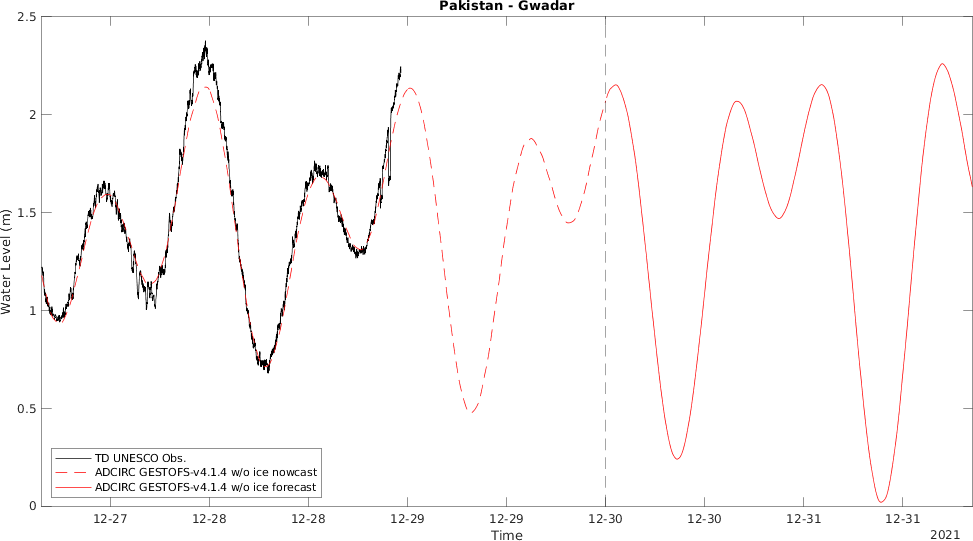 Pakistan - Gwadar
2.5
2
1.5
1
0.5
0
Water Level (m)
TD UNESCO Obs.
ADCIRC GESTOFS-v4.1.4 w/o ice nowcast
ADCIRC GESTOFS-v4.1.4 w/o ice forecast
12-27 12-28 12-28 12-29 12-29 12-30 12-30 12-31 12-31
Time
2021